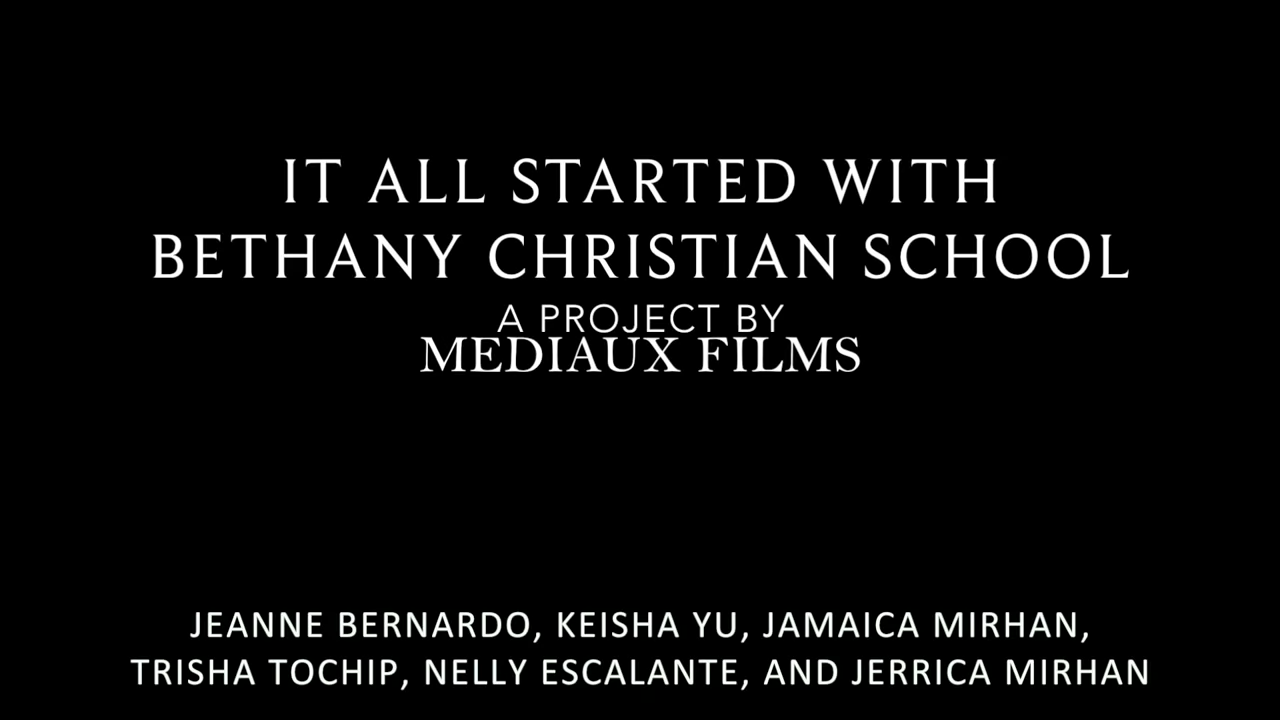 IT ALL STARTED WITH
BETHANY CHRISTIAN SCHOOL
A PROJECT BY
MEDIAUX FILMS
JEANNE BERNARDO, KEISHA YU, JAMAICA MIRHAN,
TRISHA TOCHIP, NELLY ESCALANTE, AND JERRICA MIRHAN